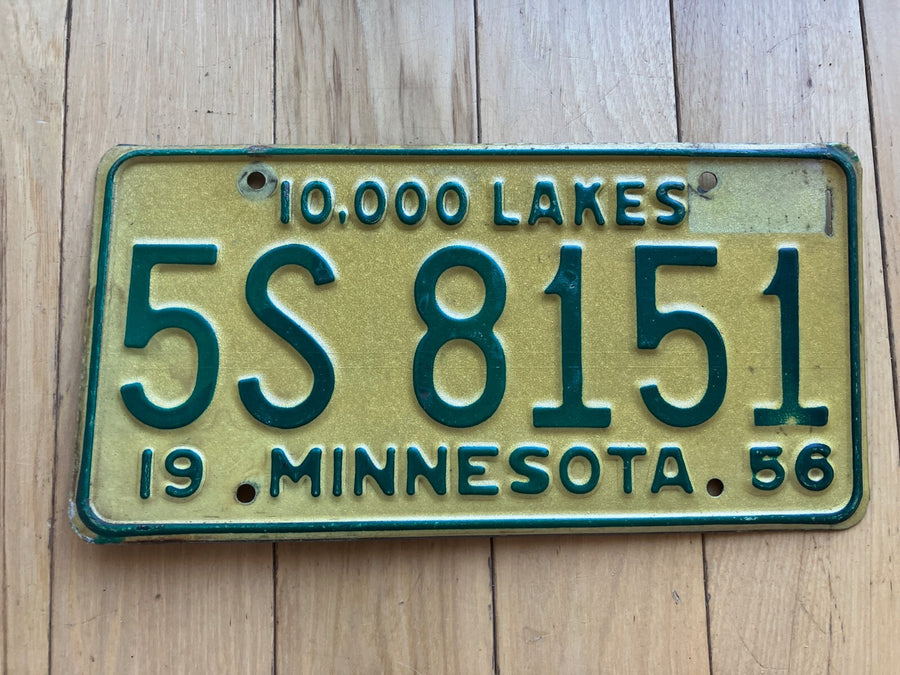 10,000 LAKES
5S 8151
19 MINNESOTA 56